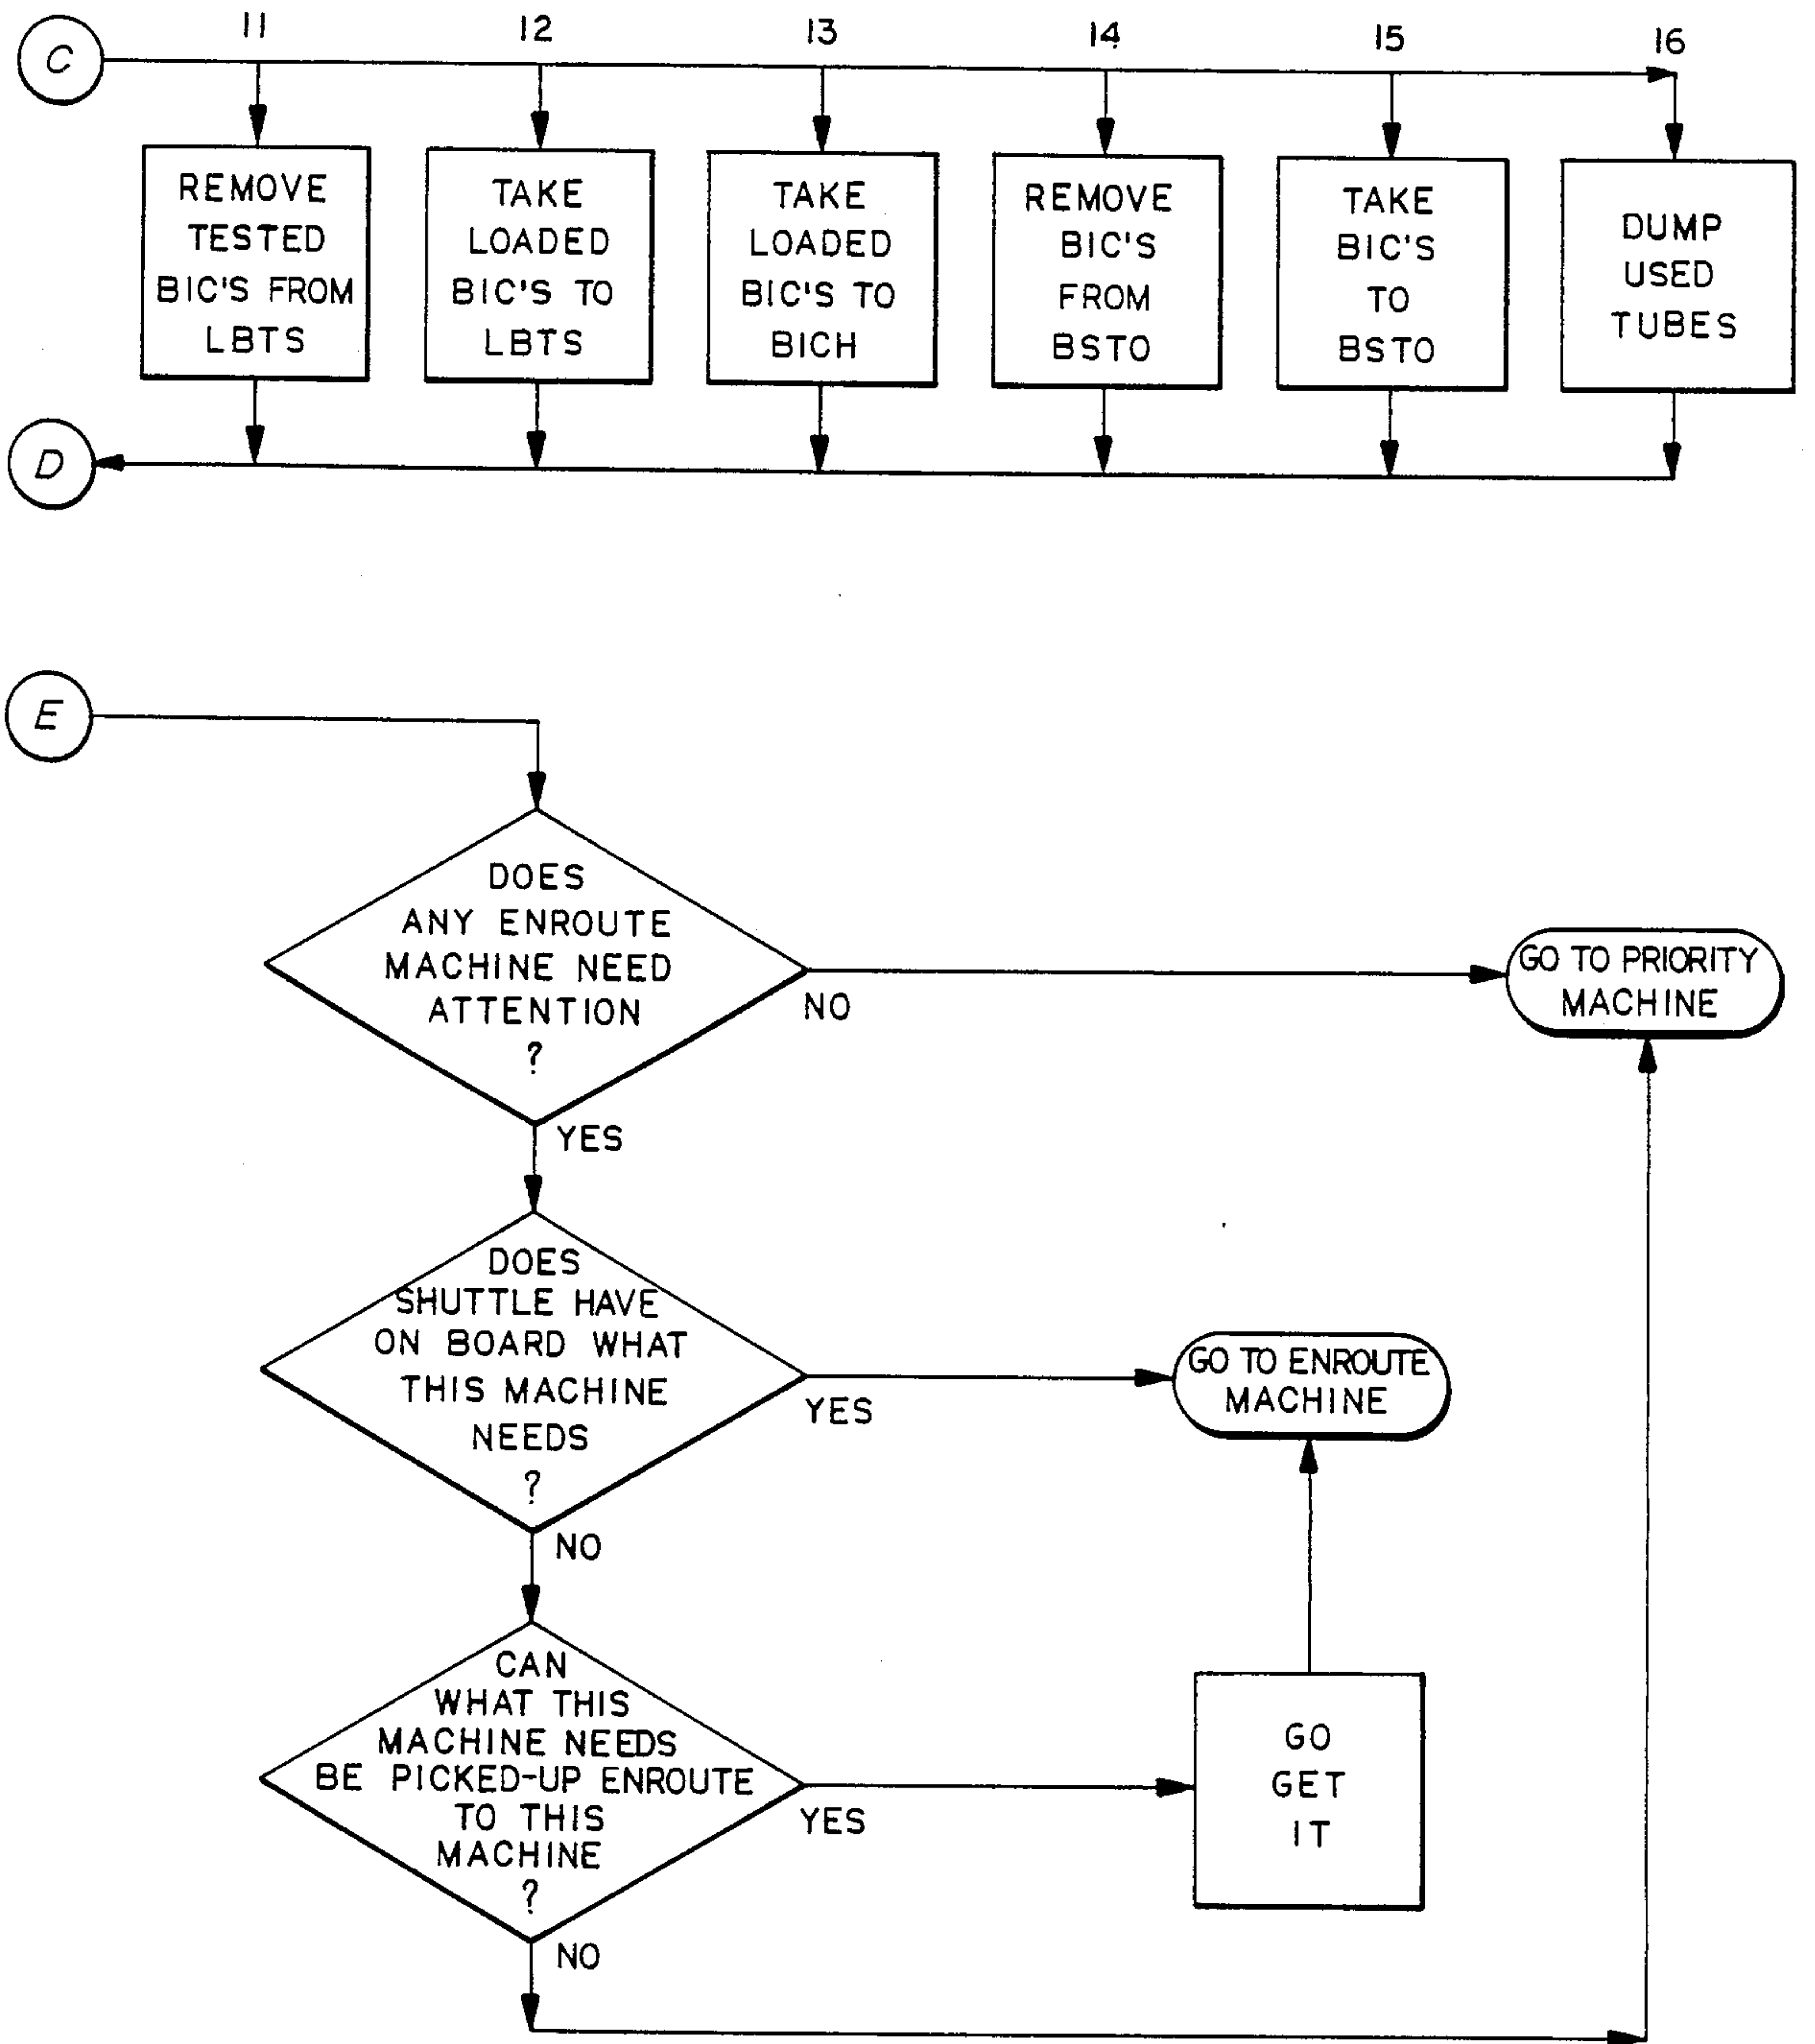 C
11
12
13
14
15
16
REMOVE
TESTED
BIC'S FROM
LBTS
TAKE
LOADED
BIC'S TO
LBTS
TAKE
LOADED
BIC'S TO
BICH
REMOVE
BIC'S
FROM
BSTO
TAKE
BIC'S
TO
BSTO
DUMP
USED
TUBES
D
E
DOES
ANY ENROUTE
MACHINE NEED
ATTENTION
?
NO
GO TO PRIORITY
MACHINE
YES
DOES
SHUTTLE HAVE
ON BOARD WHAT
THIS MACHINE
NEEDS
?
YES
GO TO ENROUTE
MACHINE
NO
CAN
WHAT THIS
MACHINE NEEDS
BE PICKED-UP ENROUTE
TO THIS
MACHINE
?
YES
GO
GET
IT
NO